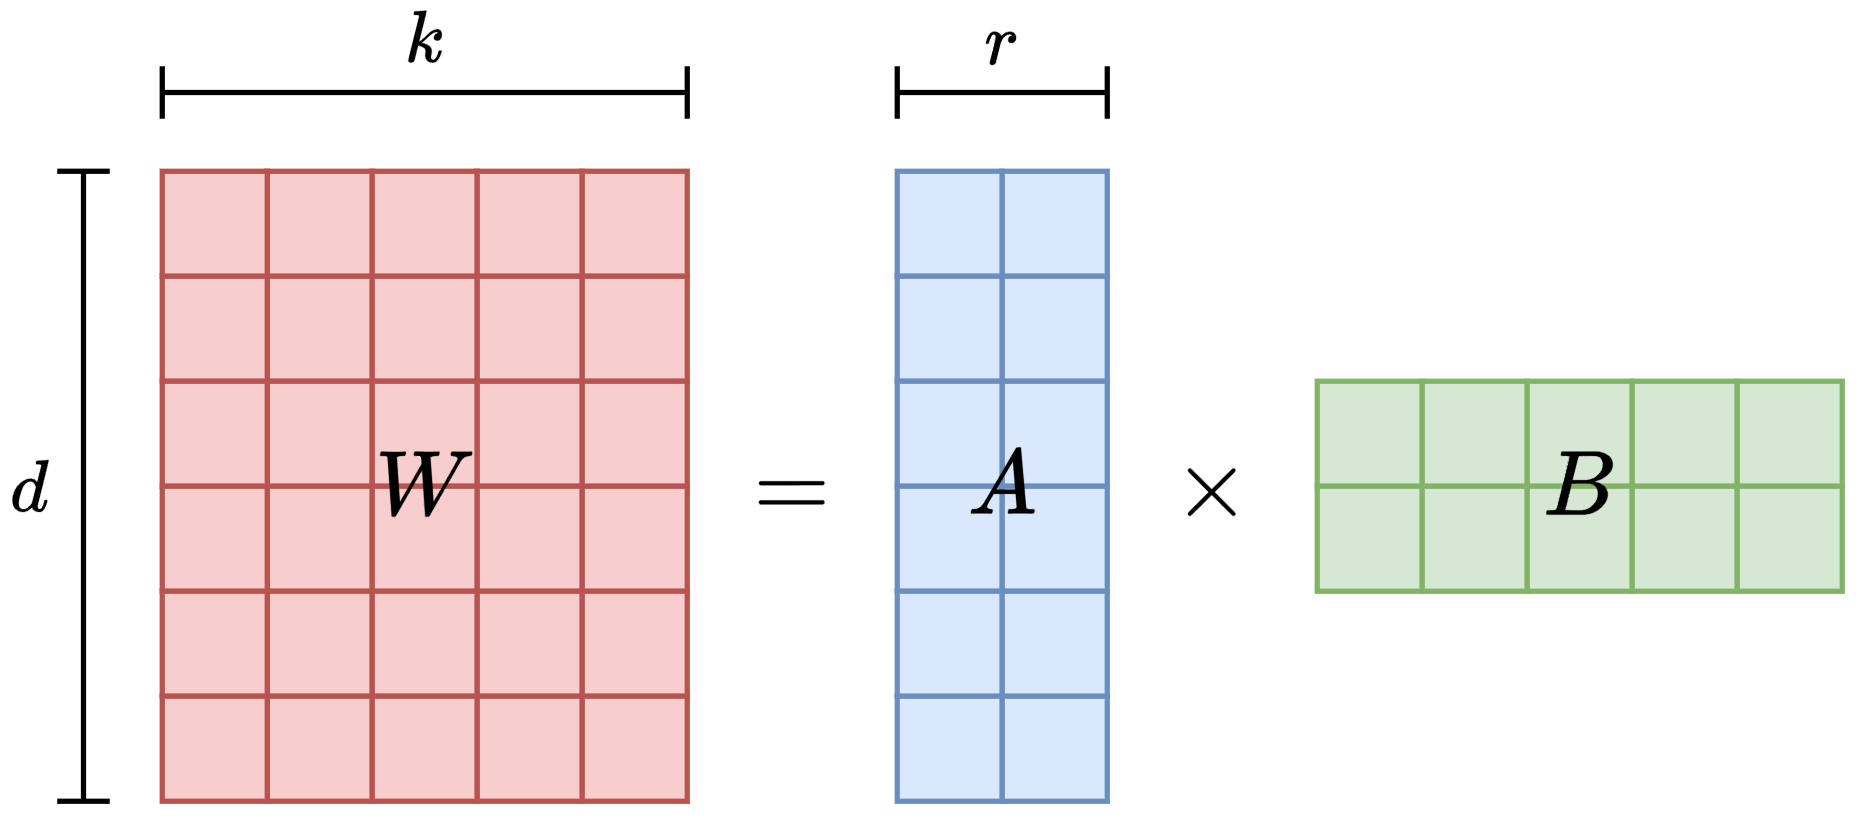 k
r
d
W = A × B